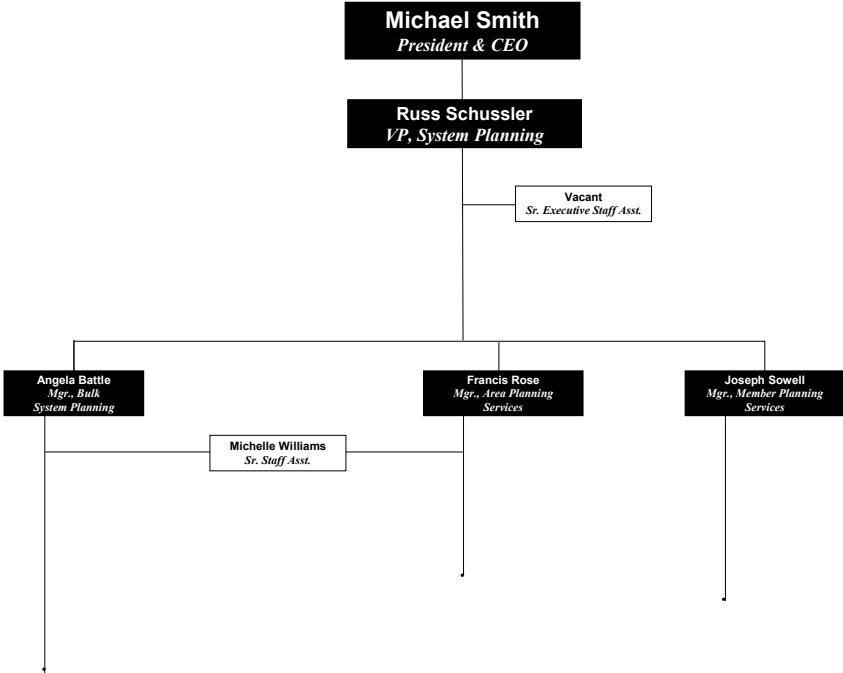 Michael Smith
President & CEO
Russ Schussler
VP, System Planning
Vacant
Sr. Executive Staff Asst.
Angela Battle
Mgr., Bulk
System Planning
Francis Rose
Mgr., Area Planning
Services
Joseph Sowell
Mgr., Member Planning
Services
Michelle Williams
Sr. Staff Asst.